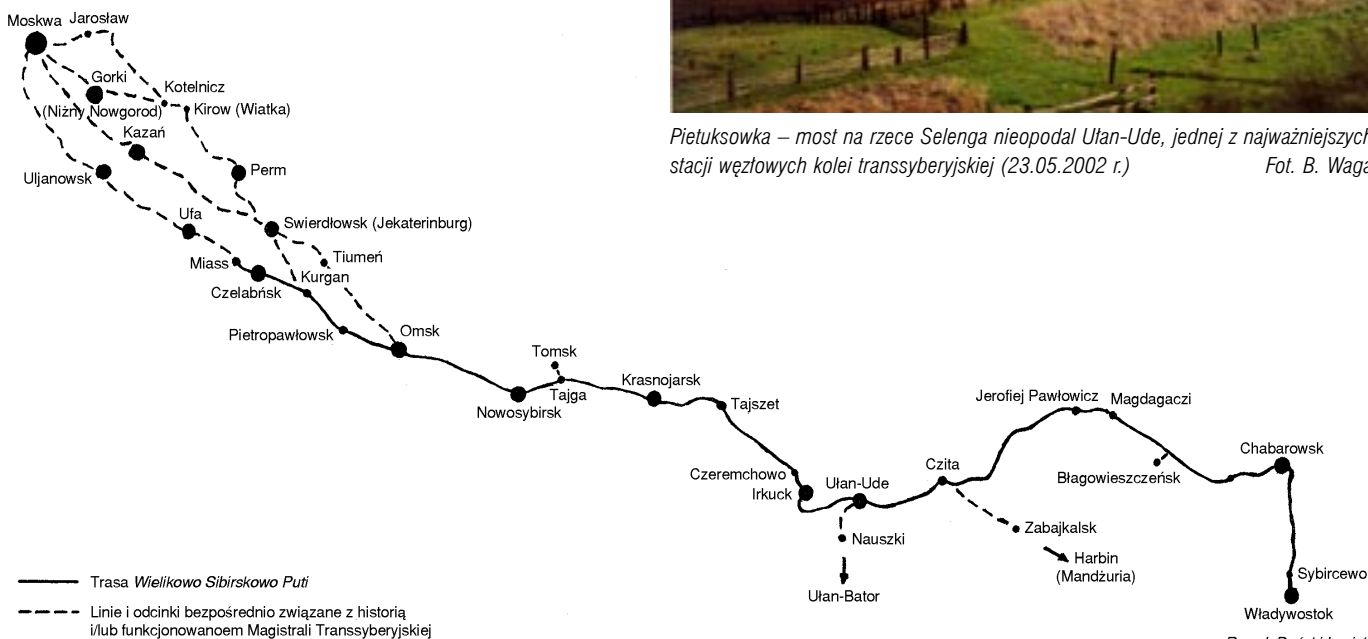 Moskwa
Jarosław
Gorki
(Niżny Nowgorod)
Kotelnicz
Kirow (Wiatka)
Kazań
Perm
Uljanowsk
Ufa
Swierdłowsk (Jekaterinburg)
Tiumeń
Miass
Czelabńsk
Kurgan
Pietropawłowsk
Omsk
Tomsk
Tajga
Nowosybirsk
Krasnojarsk
Tajszet
Czeremchowo
Irkuck
Ułan-Ude
Nauszki
Ułan-Bator
Czita
Zabajkalsk
Harbin
(Mandżuria)
Jerofiej Pawłowicz
Magdagaczi
Błagowieszczeńsk
Chabarowsk
Sybircewo
Władywostok
Pietuksowka – most na rzece Selenga nieopodal Ułan-Ude, jednej z najważniejszych
stacji węzłowych kolei transsyberyjskiej (23.05.2002 r.) Fot. B. Waga
Trasa Wielikowo Sibirskowo Puti
Linie i odcinki bezpośrednio związane z historią
i/lub funkcjonowanoem Magistrali Transsyberyjskiej